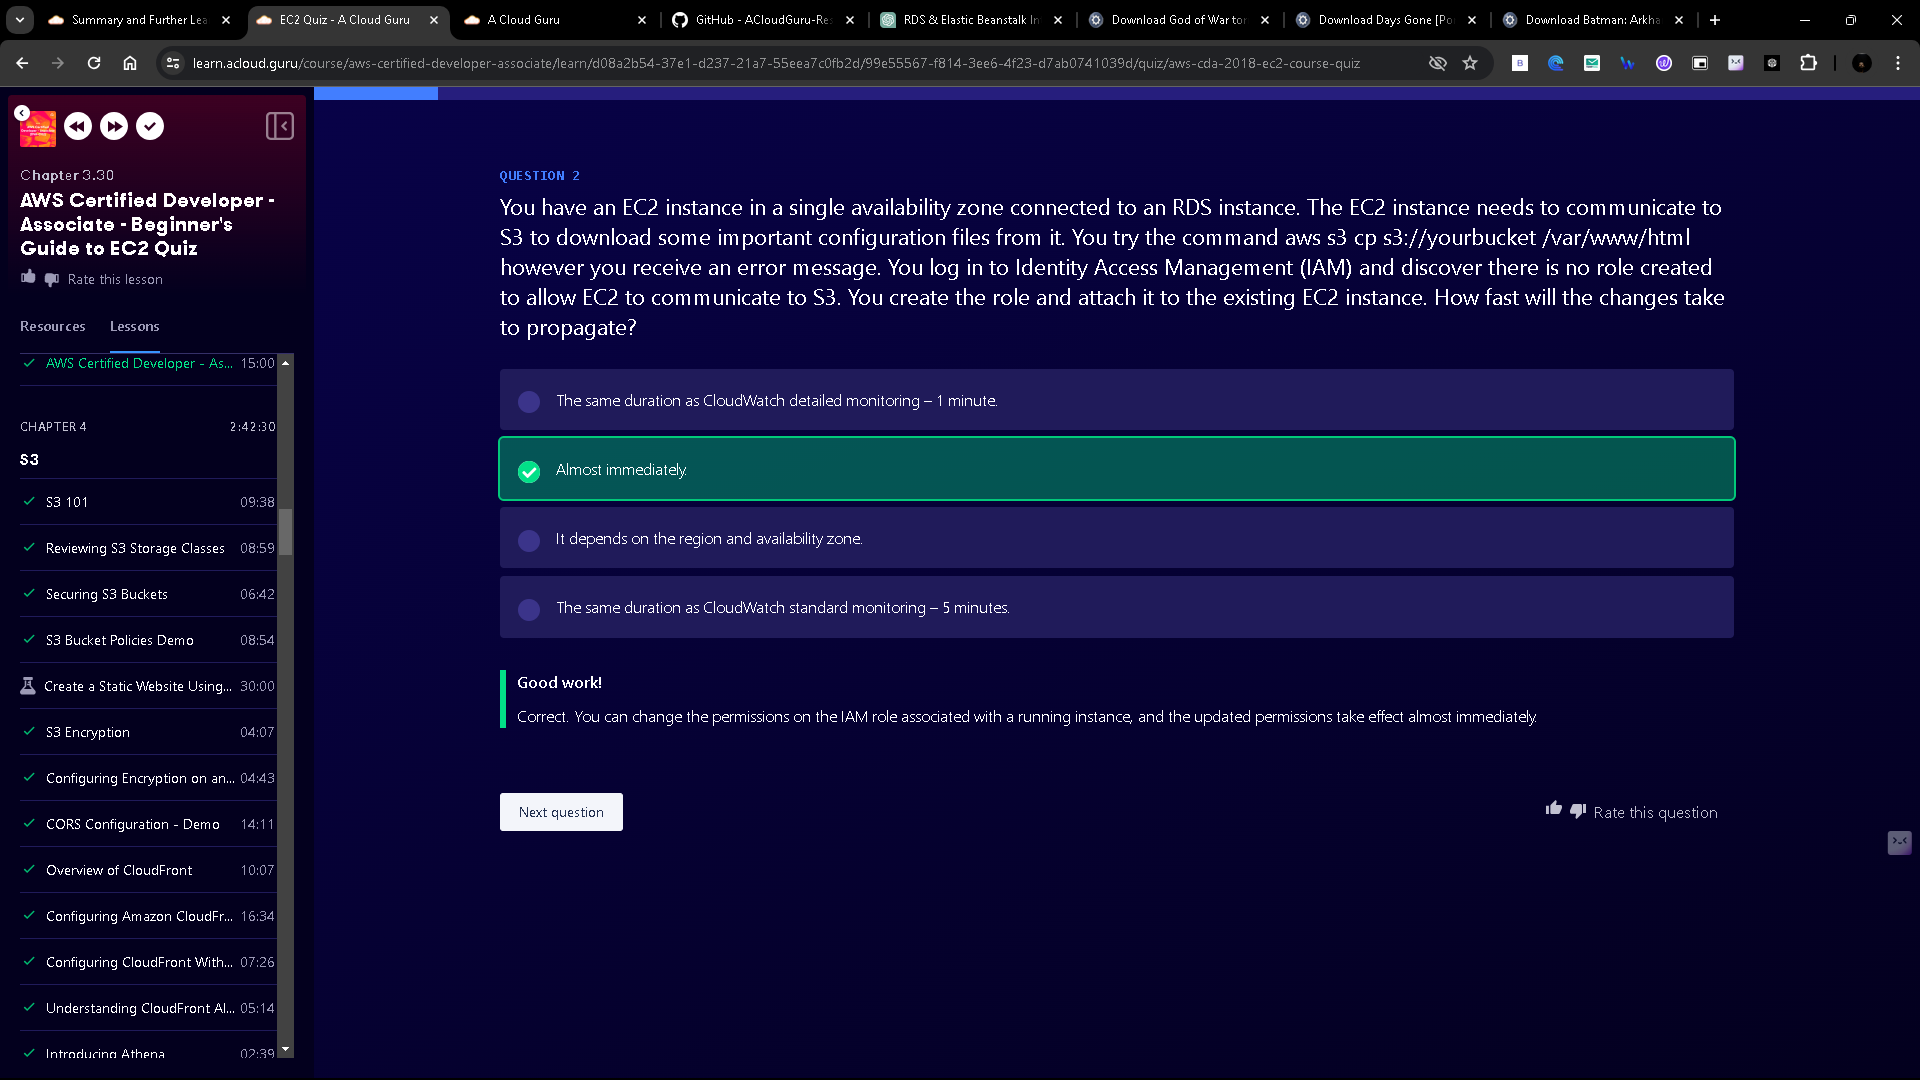 Summary and Further Lea
EC2 Quiz - A Cloud Guru
A Cloud Guru
GitHub - ACloudGuru-Res
RDS & Elastic Beanstalk In
Download God of War tor
Download Days Gone [Po
Download Batman: Arkha
learn.acloud.guru/course/aws-certified-developer-associate/learn/d08a2b54-37e1-d237-21a7-55eea7c0fb2d/99e55567-f814-3ee6-4f23-d7ab0741039d/quiz/aws-cda-2018-ec2-course-quiz
Chapter 3.30
AWS Certified Developer -
Associate - Beginner's
Guide to EC2 Quiz
Rate this lesson
Resources
Lessons
AWS Certified Developer - As... 15:00
CHAPTER 4 2:42:30
S3
S3 101 09:38
Reviewing S3 Storage Classes 08:59
Securing S3 Buckets 06:42
S3 Bucket Policies Demo 08:54
Create a Static Website Using... 30:00
S3 Encryption 04:07
Configuring Encryption on an... 04:43
CORS Configuration - Demo 14:11
Overview of CloudFront 10:07
Configuring Amazon CloudFr... 16:34
Configuring CloudFront With... 07:26
Understanding CloudFront Al... 05:14
Introducing Athena 02:39
QUESTION 2
You have an EC2 instance in a single availability zone connected to an RDS instance. The EC2 instance needs to communicate to
S3 to download some important configuration files from it. You try the command aws s3 cp s3://yourbucket /var/www/html
however you receive an error message. You log in to Identity Access Management (IAM) and discover there is no role created
to allow EC2 to communicate to S3. You create the role and attach it to the existing EC2 instance. How fast will the changes take
to propagate?
The same duration as CloudWatch detailed monitoring – 1 minute.
Almost immediately.
It depends on the region and availability zone.
The same duration as CloudWatch standard monitoring – 5 minutes.
Good work!
Correct. You can change the permissions on the IAM role associated with a running instance, and the updated permissions take effect almost immediately.
Next question
Rate this question